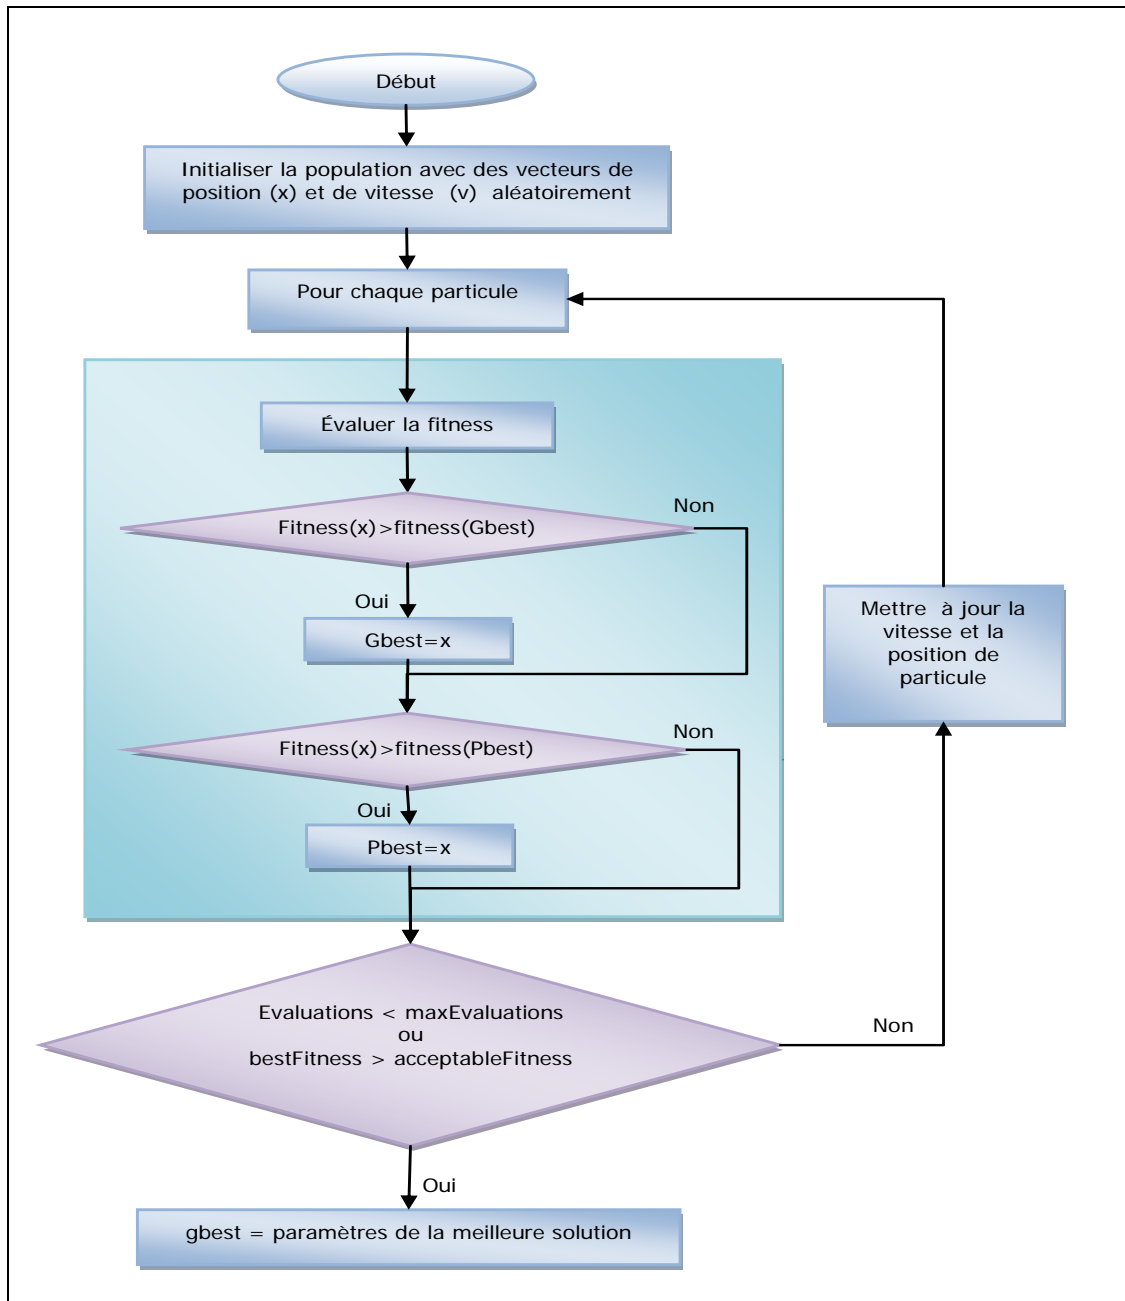 Début
Initialiser la population avec des vecteurs de
position (x) et de vitesse (v) aléatoirement
Pour chaque particule
Évaluer la fitness
Non
Fitness(x)>fitness(Gbest)
Oui
Gbest=x
Mettre à jour la
vitesse et la
position de
particule
Non
Fitness(x)>fitness(Pbest)
Oui
Pbest=x
Evaluations < maxEvaluations
ou
bestFitness > acceptableFitness
Non
Oui
gbest = paramètres de la meilleure solution